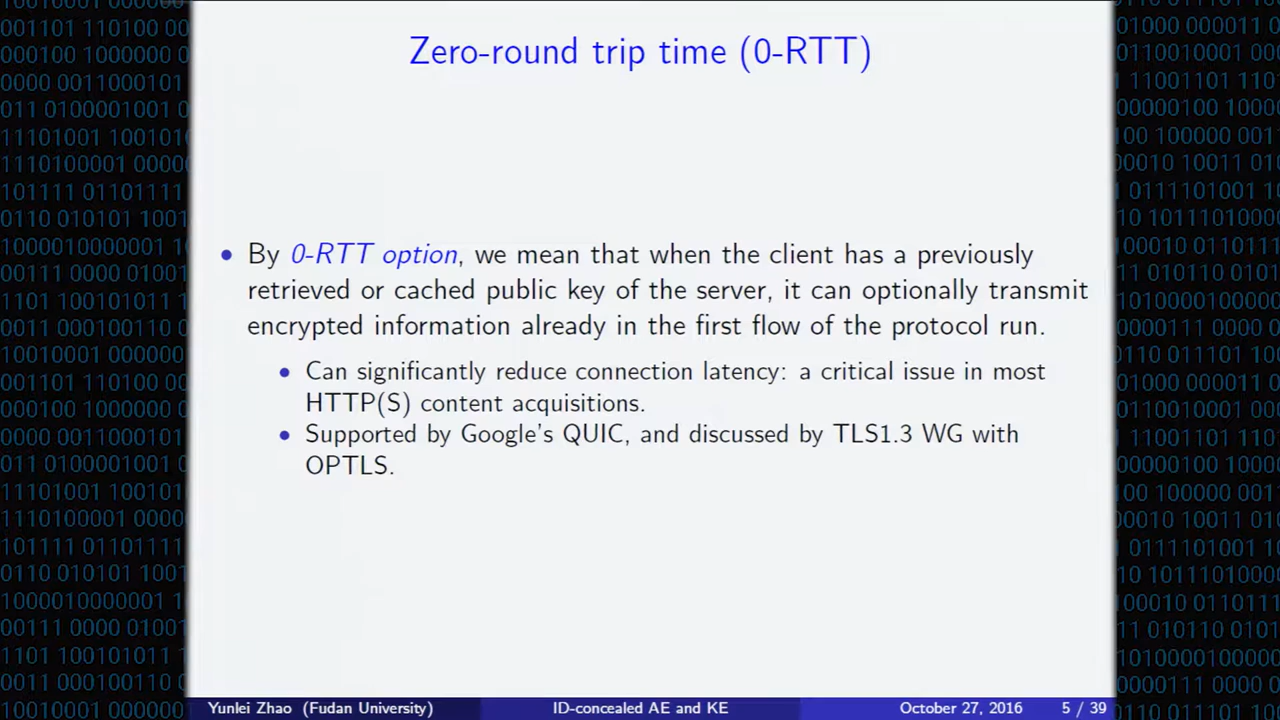 Zero-round trip time (0-RTT)
• By 0-RTT option, we mean that when the client has a previously
retrieved or cached public key of the server, it can optionally transmit
encrypted information already in the first flow of the protocol run.
• Can significantly reduce connection latency: a critical issue in most
HTTP(S) content acquisitions.
• Supported by Google's QUIC, and discussed by TLS1.3 WG with
OPTLS.
Yunlei Zhao (Fudan University) ID-concealed AE and KE October 27, 2016 5 / 39